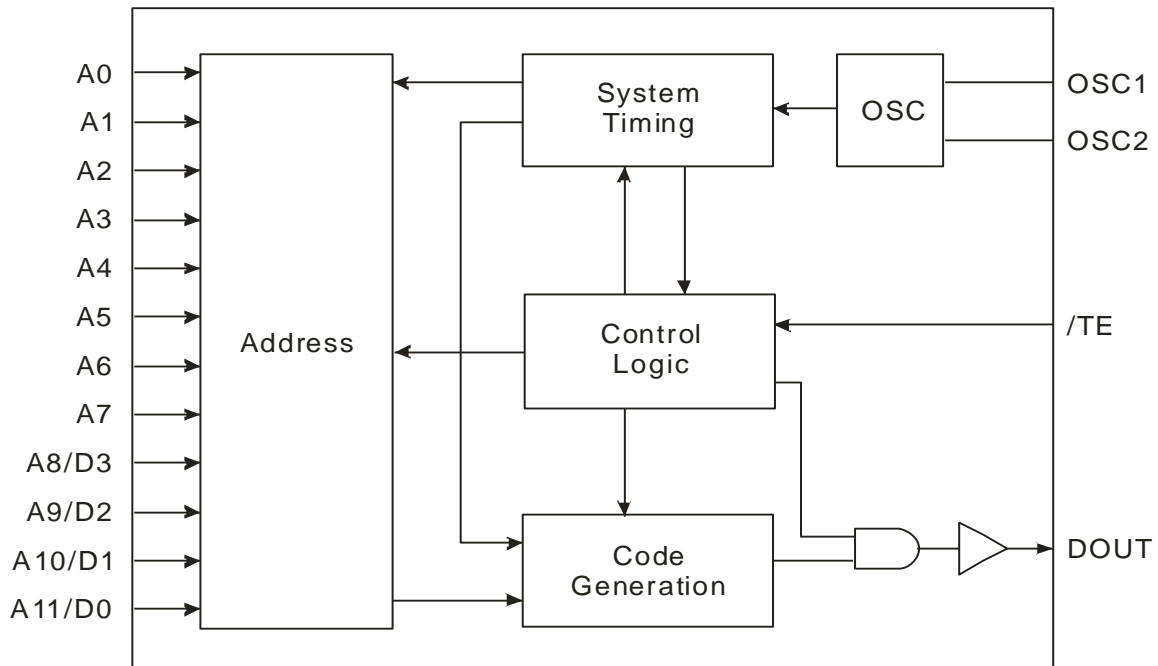 A0
A1
A2
A3
A4
A5
A6
A7
A8/D3
A9/D2
A10/D1
A11/D0
Address
System
Timing
OSC
OSC1
OSC2
Control
Logic
/TE
Code
Generation
DOUT